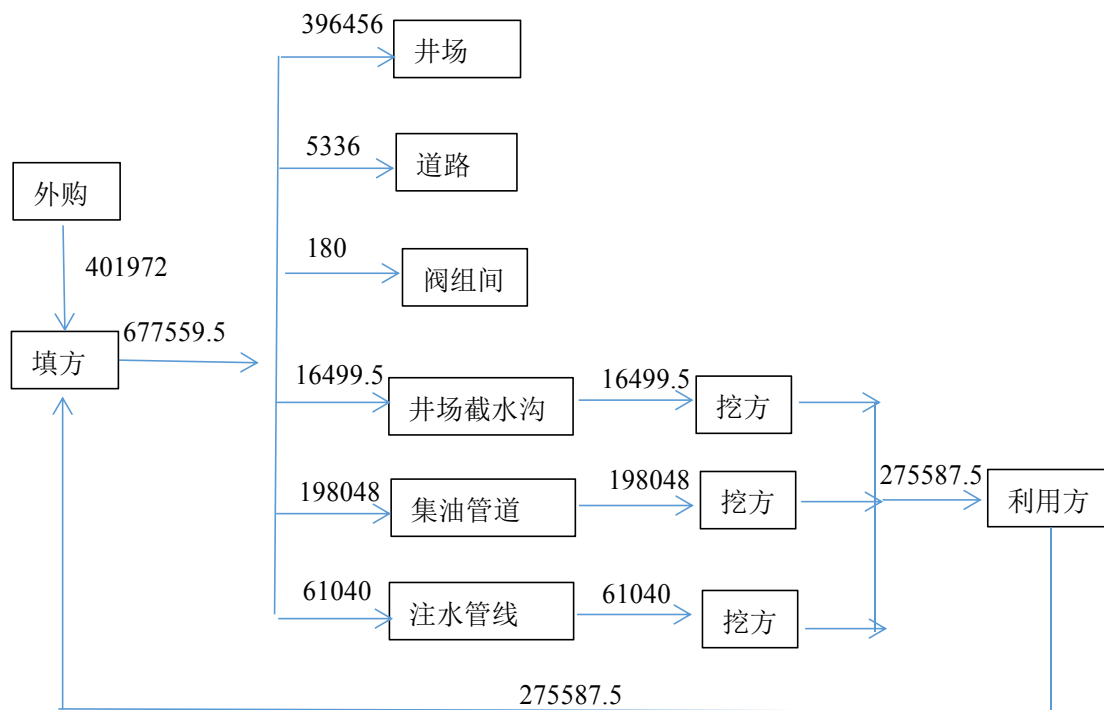 396456
井场
5336
道路
外购
180
阀组间
401972
677559.5
填方
16499.5
井场截水沟
16499.5
挖方
198048
集油管道
198048
挖方
275587.5
利用方
61040
注水管线
61040
挖方
275587.5